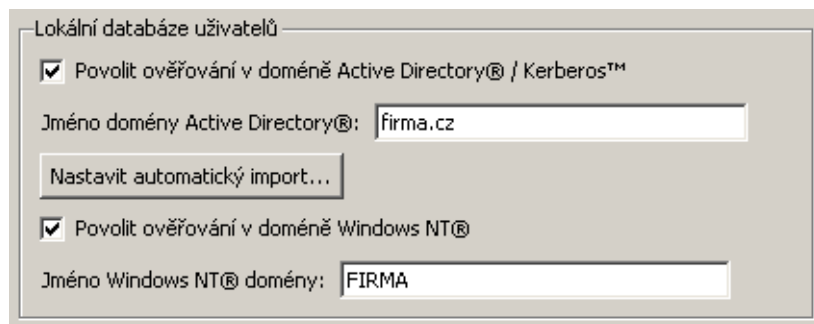 Lokální databáze uživatelů
Povolit ověřování v doméně Active Directory® / Kerberos™
Jméno domény Active Directory®: firma.cz
Nastavit automatický import...
Povolit ověřování v doméně Windows NT®
Jméno Windows NT® domény: FIRMA